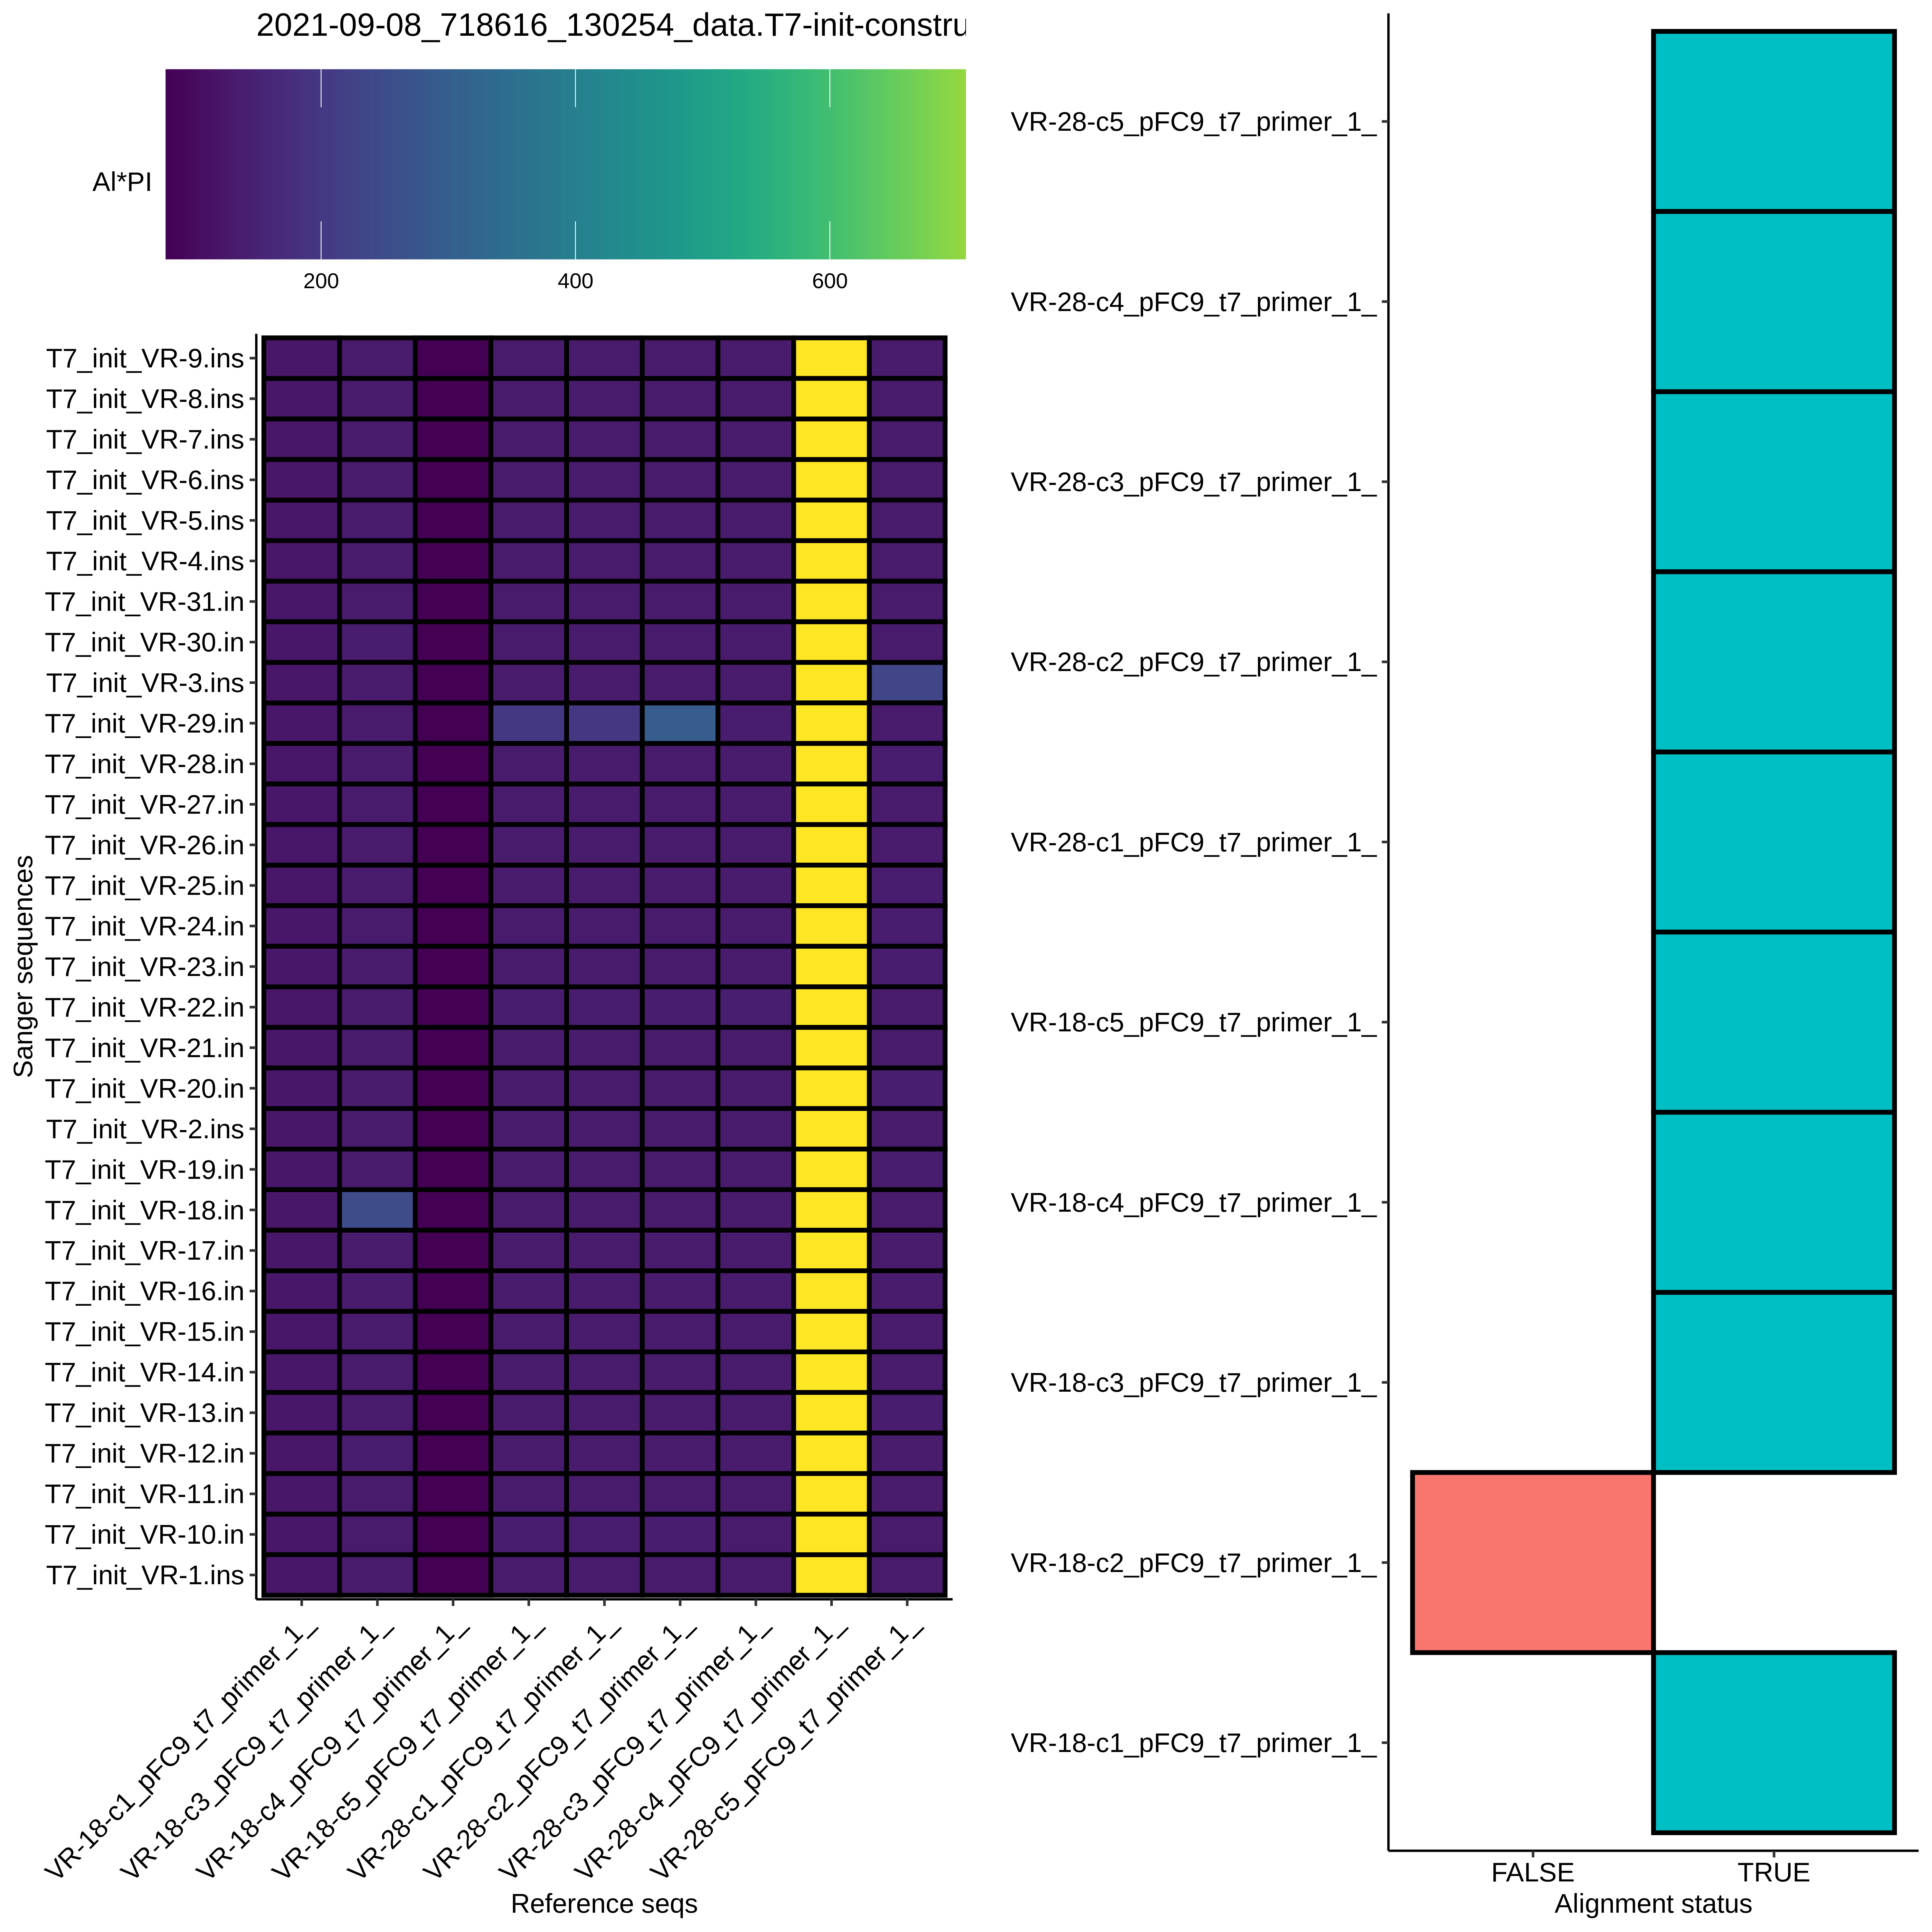 2021-09-08_718616_130254_data.T7-init-constru
Al*PI
200 400 600
Sanger sequences
T7_init_VR-9.ins
T7_init_VR-8.ins
T7_init_VR-7.ins
T7_init_VR-6.ins
T7_init_VR-5.ins
T7_init_VR-4.ins
T7_init_VR-31.in
T7_init_VR-30.in
T7_init_VR-3.ins
T7_init_VR-29.in
T7_init_VR-28.in
T7_init_VR-27.in
T7_init_VR-26.in
T7_init_VR-25.in
T7_init_VR-24.in
T7_init_VR-23.in
T7_init_VR-22.in
T7_init_VR-21.in
T7_init_VR-20.in
T7_init_VR-2.ins
T7_init_VR-19.in
T7_init_VR-18.in
T7_init_VR-17.in
T7_init_VR-16.in
T7_init_VR-15.in
T7_init_VR-14.in
T7_init_VR-13.in
T7_init_VR-12.in
T7_init_VR-11.in
T7_init_VR-10.in
T7_init_VR-1.ins
VR-18-c1_pFC9_t7_primer_1_
VR-18-c3_pFC9_t7_primer_1_
VR-18-c4_pFC9_t7_primer_1_
VR-18-c5_pFC9_t7_primer_1_
VR-28-c1_pFC9_t7_primer_1_
VR-28-c2_pFC9_t7_primer_1_
VR-28-c3_pFC9_t7_primer_1_
VR-28-c4_pFC9_t7_primer_1_
VR-28-c5_pFC9_t7_primer_1_
Reference seqs
VR-28-c5_pFC9_t7_primer_1_
VR-28-c4_pFC9_t7_primer_1_
VR-28-c3_pFC9_t7_primer_1_
VR-28-c2_pFC9_t7_primer_1_
VR-28-c1_pFC9_t7_primer_1_
VR-18-c5_pFC9_t7_primer_1_
VR-18-c4_pFC9_t7_primer_1_
VR-18-c3_pFC9_t7_primer_1_
VR-18-c2_pFC9_t7_primer_1_
VR-18-c1_pFC9_t7_primer_1_
FALSE TRUE
Alignment status